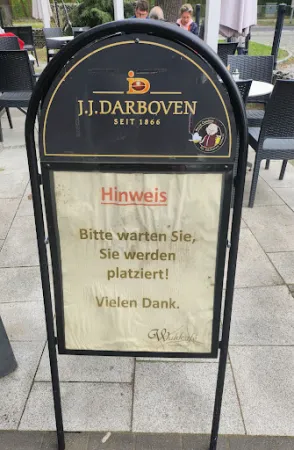 J.J.DARBOVEN
SEIT 1866
Hinweis
Bitte warten Sie,
Sie werden
platziert!
Vielen Dank.